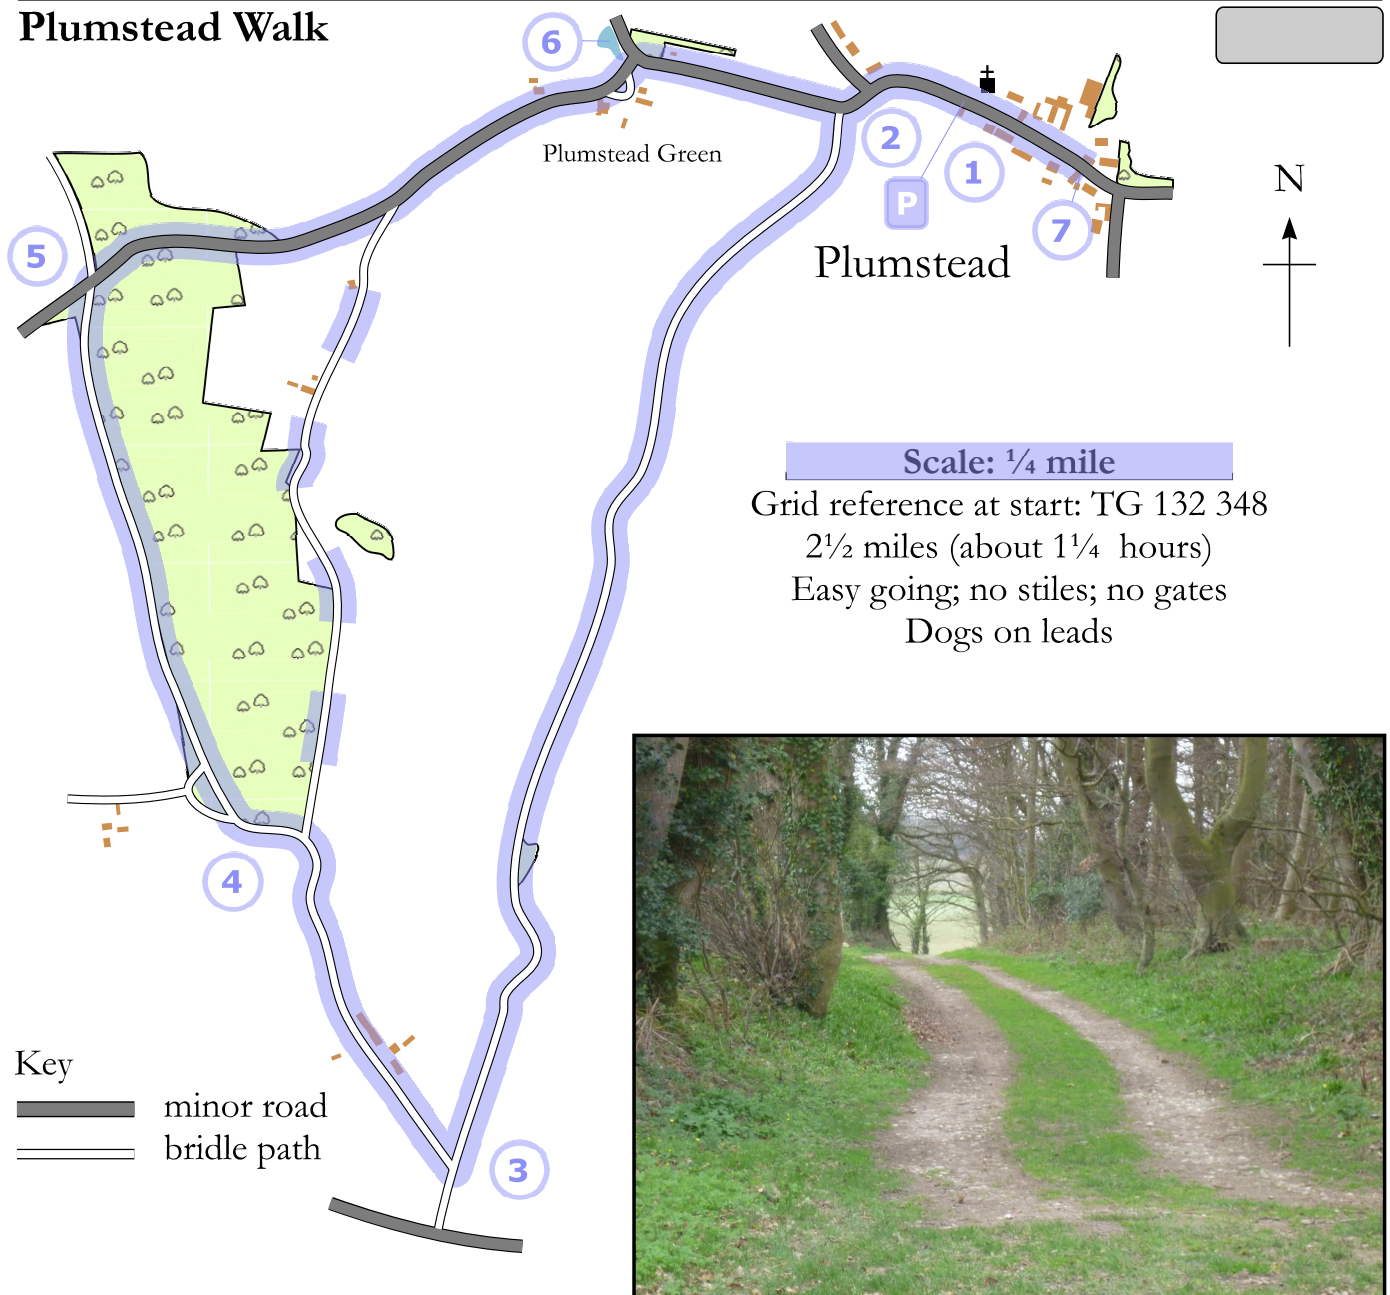 Plumstead Walk
6
2
1
P
7
Plumstead Green
N
5
Plumstead
Scale: ¼ mile
Grid reference at start: TG 132 348
2½ miles (about 1¼ hours)
Easy going; no stiles; no gates
Dogs on leads
4
Key
minor road
bridle path
3